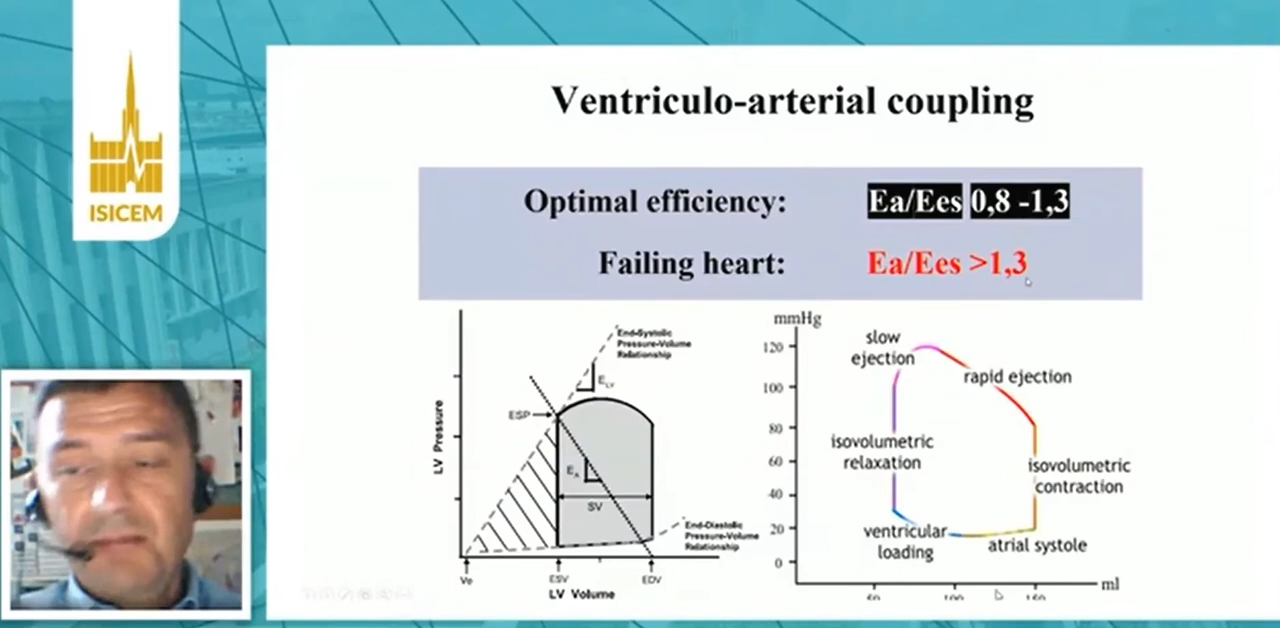 ISICEM
Ventriculo-arterial coupling
Optimal efficiency: Ea/Ees 0,8 -1,3
Failing heart: Ea/Ees >1,3
End-Systolic
Pressure-Volume
Relationship
E_LV
ESP
LV Pressure
E_A
SV
End-Diastolic
Pressure-Volume
Relationship
Vo
ESV
EDV
LV Volume
mmHg
120
100
80
60
40
20
0
slow
ejection
rapid ejection
isovolumetric
relaxation
isovolumetric
contraction
ventricular
loading
atrial systole
50
100
150
ml